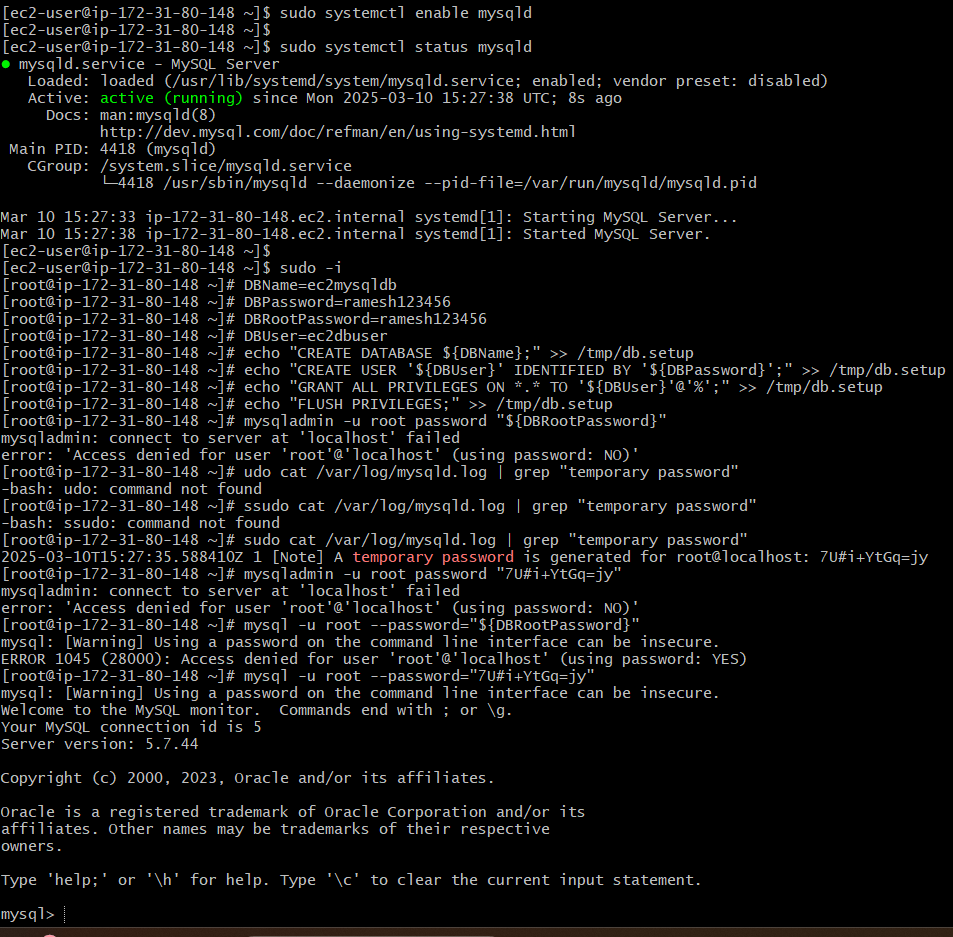 [ec2-user@ip-172-31-80-148 ~]$ sudo systemctl enable mysqld
[ec2-user@ip-172-31-80-148 ~]$
[ec2-user@ip-172-31-80-148 ~]$ sudo systemctl status mysqld
● mysqld.service - MySQL Server
   Loaded: loaded (/usr/lib/systemd/system/mysqld.service; enabled; vendor preset: disabled)
   Active: active (running) since Mon 2025-03-10 15:27:38 UTC; 8s ago
     Docs: man:mysqld(8)
           http://dev.mysql.com/doc/refman/en/using-systemd.html
 Main PID: 4418 (mysqld)
   CGroup: /system.slice/mysqld.service
           └─4418 /usr/sbin/mysqld --daemonize --pid-file=/var/run/mysqld/mysqld.pid

Mar 10 15:27:33 ip-172-31-80-148.ec2.internal systemd[1]: Starting MySQL Server...
Mar 10 15:27:38 ip-172-31-80-148.ec2.internal systemd[1]: Started MySQL Server.
[ec2-user@ip-172-31-80-148 ~]$
[ec2-user@ip-172-31-80-148 ~]$ sudo -i
[root@ip-172-31-80-148 ~]# DBName=ec2mysqldb
[root@ip-172-31-80-148 ~]# DBPassword=ramesh123456
[root@ip-172-31-80-148 ~]# DBRootPassword=ramesh123456
[root@ip-172-31-80-148 ~]# DBUser=ec2dbuser
[root@ip-172-31-80-148 ~]# echo "CREATE DATABASE ${DBName};" >> /tmp/db.setup
[root@ip-172-31-80-148 ~]# echo "CREATE USER '${DBUser}' IDENTIFIED BY '${DBPassword}';" >> /tmp/db.setup
[root@ip-172-31-80-148 ~]# echo "GRANT ALL PRIVILEGES ON *.* TO '${DBUser}'@'%';" >> /tmp/db.setup
[root@ip-172-31-80-148 ~]# echo "FLUSH PRIVILEGES;" >> /tmp/db.setup
[root@ip-172-31-80-148 ~]# mysqladmin -u root password "${DBRootPassword}"
mysqladmin: connect to server at 'localhost' failed
error: 'Access denied for user 'root'@'localhost' (using password: NO)'
[root@ip-172-31-80-148 ~]# udo cat /var/log/mysqld.log | grep "temporary password"
-bash: udo: command not found
[root@ip-172-31-80-148 ~]# ssudo cat /var/log/mysqld.log | grep "temporary password"
-bash: ssudo: command not found
[root@ip-172-31-80-148 ~]# sudo cat /var/log/mysqld.log | grep "temporary password"
2025-03-10T15:27:35.588410Z 1 [Note] A temporary password is generated for root@localhost: 7U#i+YtGq=jy
[root@ip-172-31-80-148 ~]# mysqladmin -u root password "7U#i+YtGq=jy"
mysqladmin: connect to server at 'localhost' failed
error: 'Access denied for user 'root'@'localhost' (using password: NO)'
[root@ip-172-31-80-148 ~]# mysql -u root --password="${DBRootPassword}"
mysql: [Warning] Using a password on the command line interface can be insecure.
ERROR 1045 (28000): Access denied for user 'root'@'localhost' (using password: YES)
[root@ip-172-31-80-148 ~]# mysql -u root --password="7U#i+YtGq=jy"
mysql: [Warning] Using a password on the command line interface can be insecure.
Welcome to the MySQL monitor.  Commands end with ; or \g.
Your MySQL connection id is 5
Server version: 5.7.44

Copyright (c) 2000, 2023, Oracle and/or its affiliates.

Oracle is a registered trademark of Oracle Corporation and/or its
affiliates. Other names may be trademarks of their respective
owners.

Type 'help;' or '\h' for help. Type '\c' to clear the current input statement.

mysql>